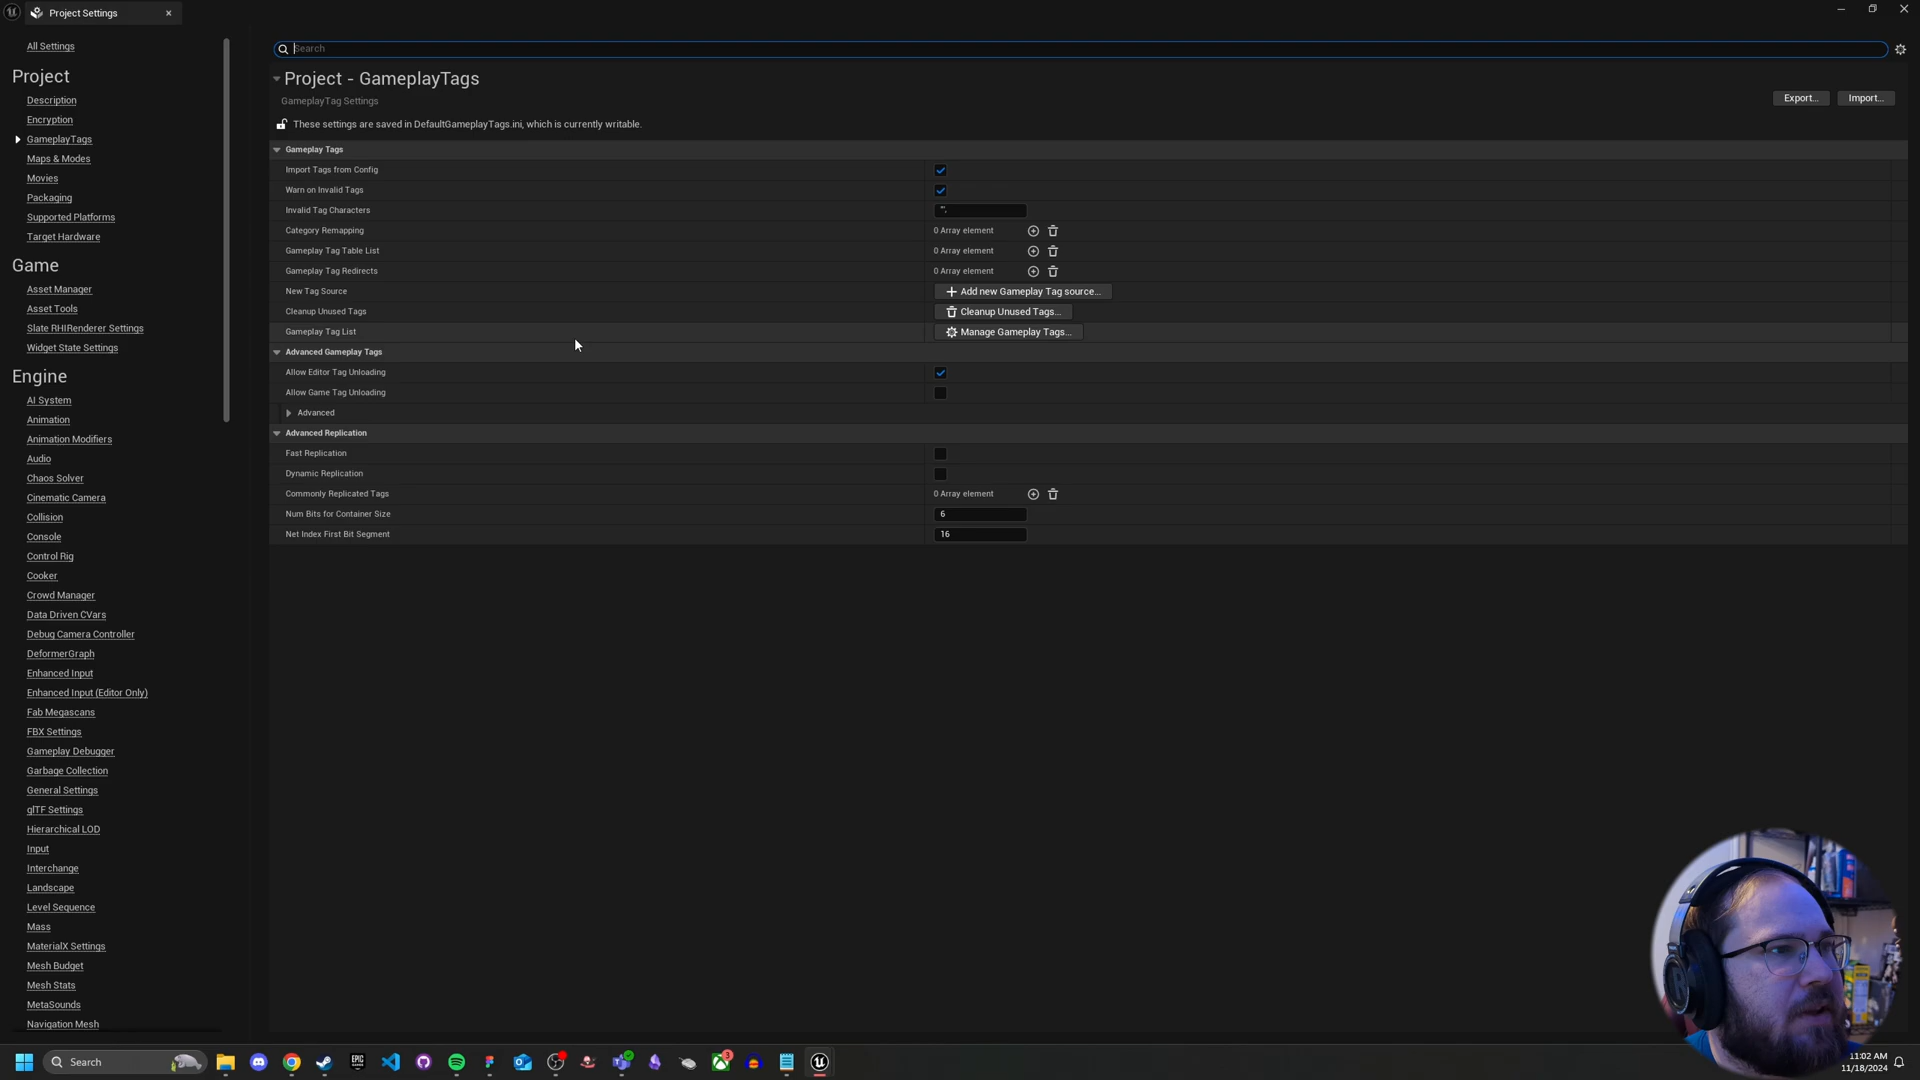 Project Settings
All Settings
Project
Description
Encryption
GameplayTags
Maps & Modes
Movies
Packaging
Supported Platforms
Target Hardware
Game
Asset Manager
Asset Tools
Slate RHIRenderer Settings
Widget State Settings
Engine
AI System
Animation
Animation Modifiers
Audio
Chaos Solver
Cinematic Camera
Collision
Console
Control Rig
Cooker
Crowd Manager
Data Driven CVars
Debug Camera Controller
DeformerGraph
Enhanced Input
Enhanced Input (Editor Only)
Fab Megascans
FBX Settings
Gameplay Debugger
Garbage Collection
General Settings
glTF Settings
Hierarchical LOD
Input
Interchange
Landscape
Level Sequence
Mass
MaterialX Settings
Mesh Budget
Mesh Stats
MetaSounds
Navigation Mesh
Search
Project - GameplayTags
GameplayTag Settings
Export...
Import...
These settings are saved in DefaultGameplayTags.ini, which is currently writable.
Gameplay Tags
Import Tags from Config
Warn on Invalid Tags
Invalid Tag Characters
Category Remapping 0 Array element
Gameplay Tag Table List 0 Array element
Gameplay Tag Redirects 0 Array element
New Tag Source Add new Gameplay Tag source...
Cleanup Unused Tags Cleanup Unused Tags...
Gameplay Tag List Manage Gameplay Tags...
Advanced Gameplay Tags
Allow Editor Tag Unloading
Allow Game Tag Unloading
Advanced
Advanced Replication
Fast Replication
Dynamic Replication
Commonly Replicated Tags 0 Array element
Num Bits for Container Size 6
Net Index First Bit Segment 16
Search
11:02 AM
11/18/2024